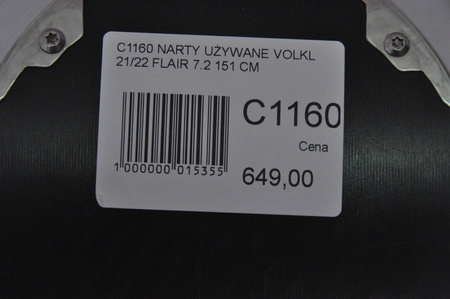 C1160 NARTY UŻYWANE VOLKL
21/22 FLAIR 7.2 151 CM
C1160
Cena
649,00
1 000000 015355